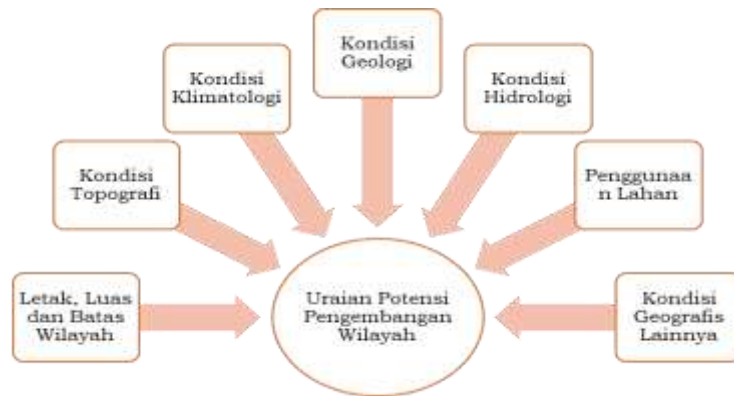 Kondisi
Geologi
Kondisi
Klimatologi
Kondisi
Hidrologi
Kondisi
Topografi
Penggunaa
n Lahan
Letak, Luas
dan Batas
Wilayah
Uraian Potensi
Pengembangan
Wilayah
Kondisi
Geografis
Lainnya